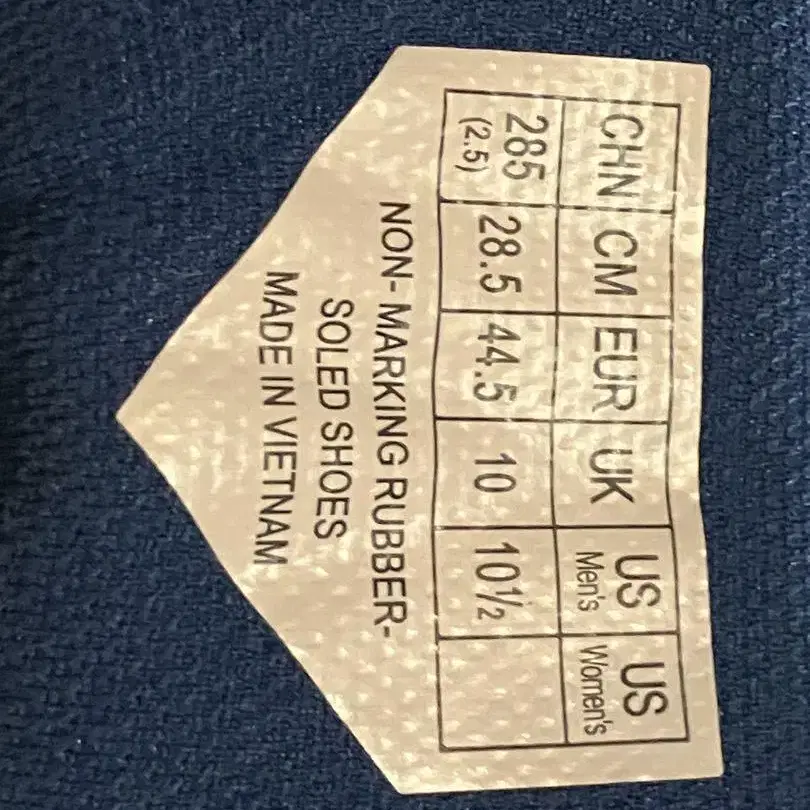 CHN CM EUR UK US Men's US Women's
285 (2.5) 28.5 44.5 10 10½
NON- MARKING RUBBER-
SOLED SHOES
MADE IN VIETNAM